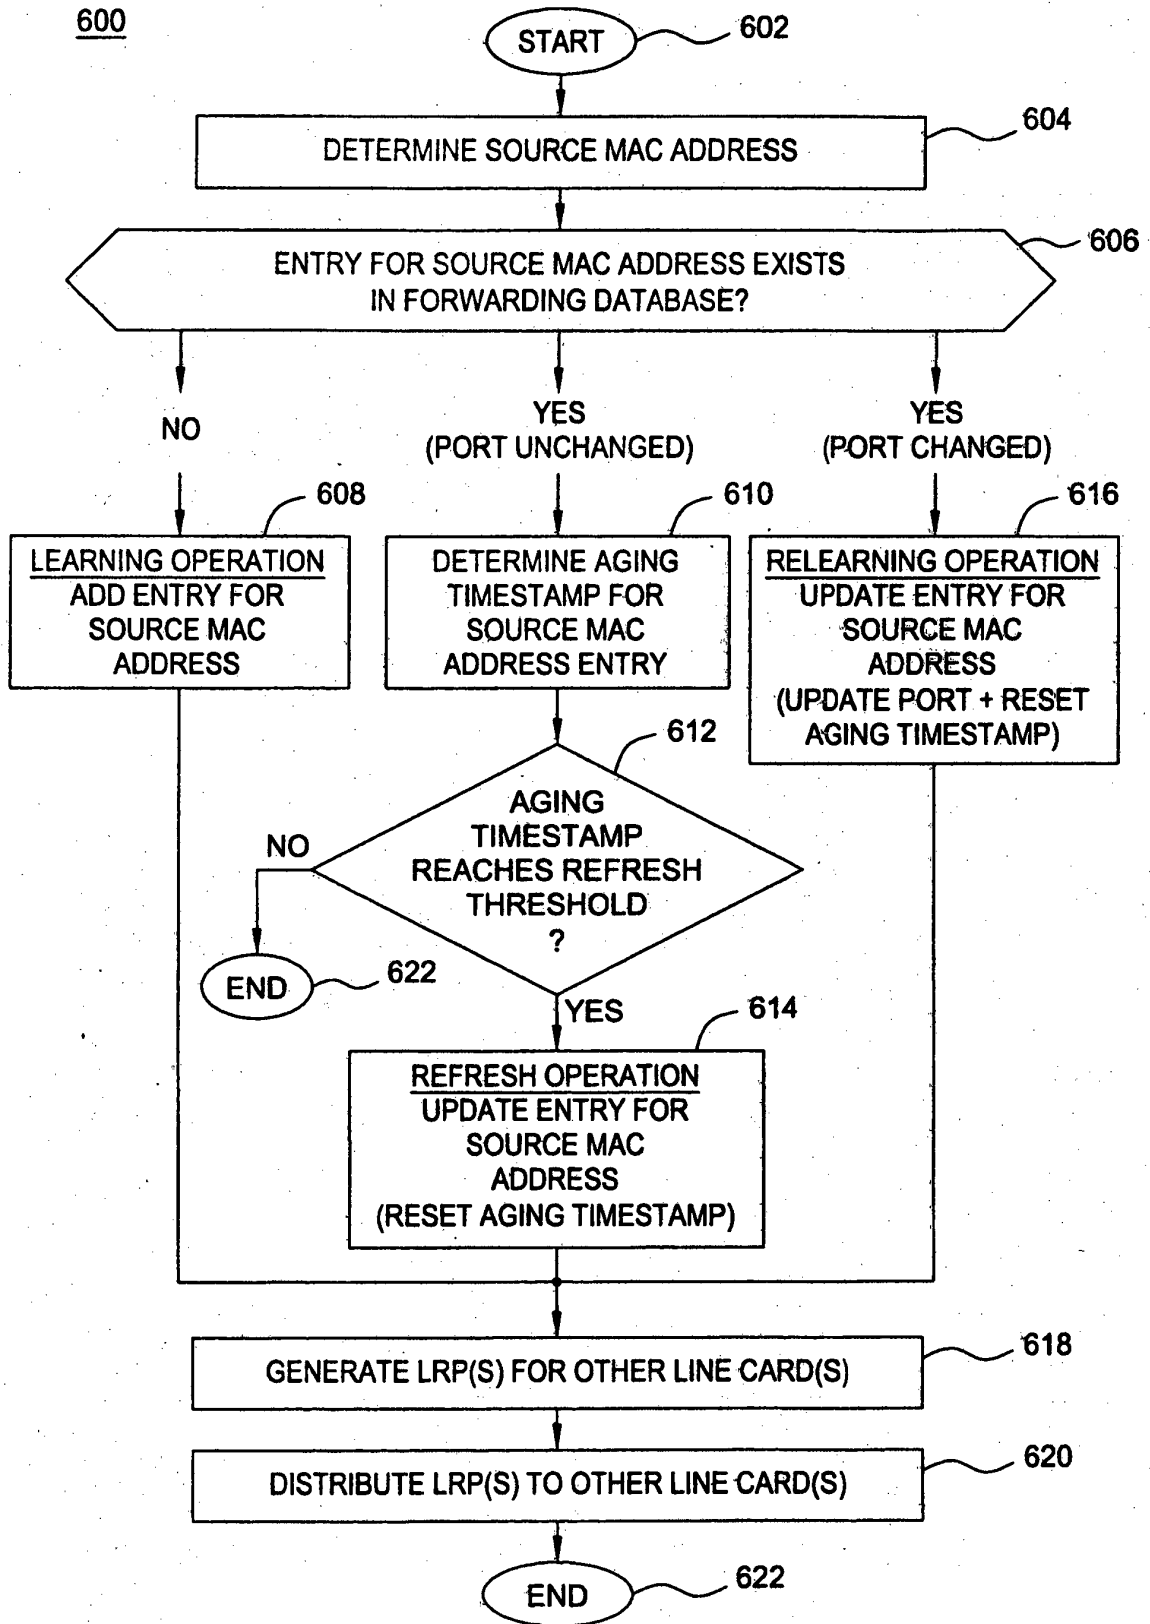 600
START
602
DETERMINE SOURCE MAC ADDRESS
604
ENTRY FOR SOURCE MAC ADDRESS EXISTS
IN FORWARDING DATABASE?
606
NO
YES
(PORT UNCHANGED)
YES
(PORT CHANGED)
608
LEARNING OPERATION
ADD ENTRY FOR
SOURCE MAC
ADDRESS
610
DETERMINE AGING
TIMESTAMP FOR
SOURCE MAC
ADDRESS ENTRY
616
RELEARNING OPERATION
UPDATE ENTRY FOR
SOURCE MAC
ADDRESS
(UPDATE PORT + RESET
AGING TIMESTAMP)
612
AGING
TIMESTAMP
REACHES REFRESH
THRESHOLD
?
NO
END
622
YES
614
REFRESH OPERATION
UPDATE ENTRY FOR
SOURCE MAC
ADDRESS
(RESET AGING TIMESTAMP)
GENERATE LRP(S) FOR OTHER LINE CARD(S)
618
DISTRIBUTE LRP(S) TO OTHER LINE CARD(S)
620
END
622